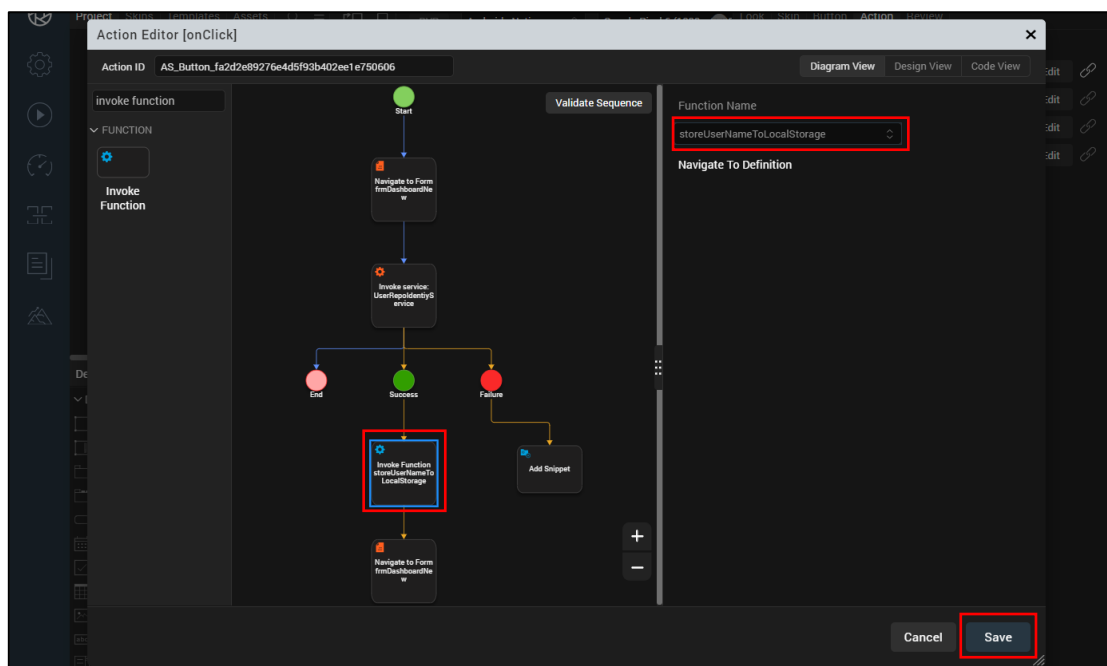 Project Skins Templates Assets
Look Skin Button Action Review
Action Editor [onClick]
Action ID AS_Button_fa2d2e89276e4d5f93b402ee1e750606
Diagram View Design View Code View
invoke function
FUNCTION
Invoke
Function
Start
Validate Sequence
Navigate to Form
frmDashboardNe
w
Invoke service:
UserRepoIdentiyS
ervice
End
Success
Failure
Invoke Function
storeUserNameTo
LocalStorage
Add Snippet
Navigate to Form
frmDashboardNe
w
Function Name
storeUserNameToLocalStorage
Navigate To Definition
Edit
Edit
Edit
Edit
De
Cancel Save